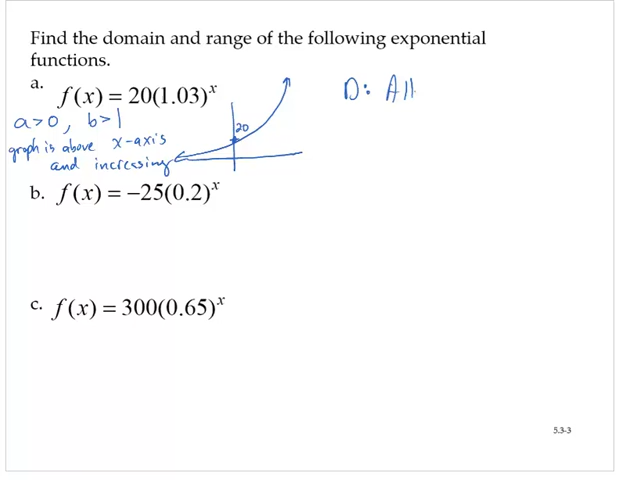 Find the domain and range of the following exponential
functions.
a. f(x) = 20(1.03)^x
D: All
a>0, b>1
graph is above x-axis
and increasing
20
b. f(x) = −25(0.2)^x
c. f(x) = 300(0.65)^x
5.3-3